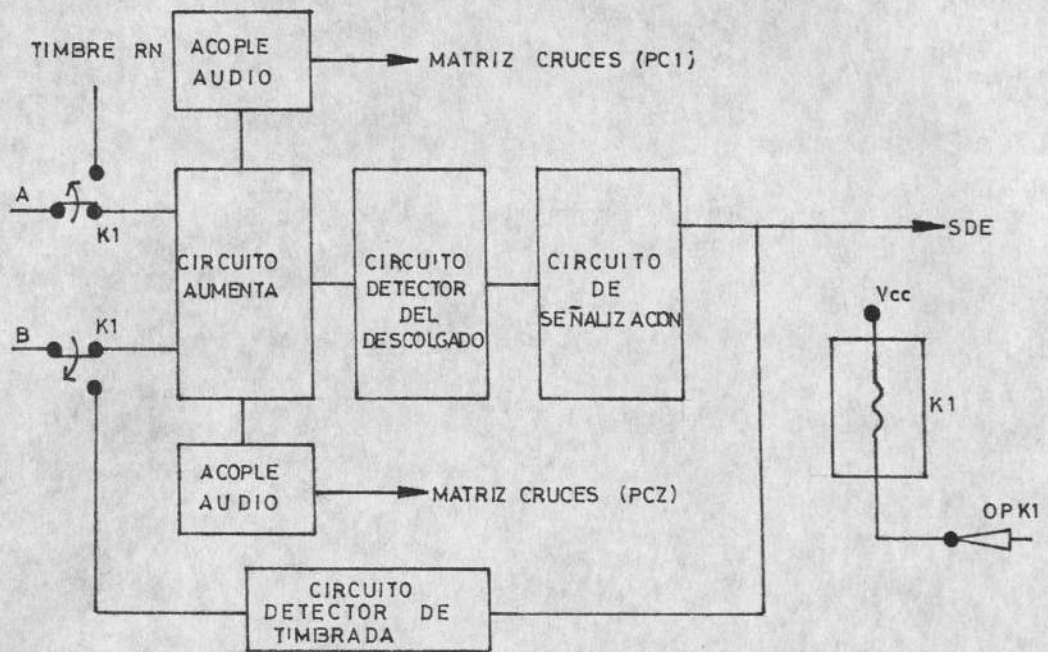 TIMBRE RN
ACOPLE
AUDIO
MATRIZ CRUCES (PC1)
A
K1
CIRCUITO
AUMENTA
CIRCUITO
DETECTOR
DEL
DESCOLGADO
CIRCUITO
DE
SEÑALIZACION
SDE
B
K1
Vcc
K1
OPK1
ACOPLE
AUDIO
MATRIZ CRUCES (PCZ)
CIRCUITO
DETECTOR DE
TIMBRADA